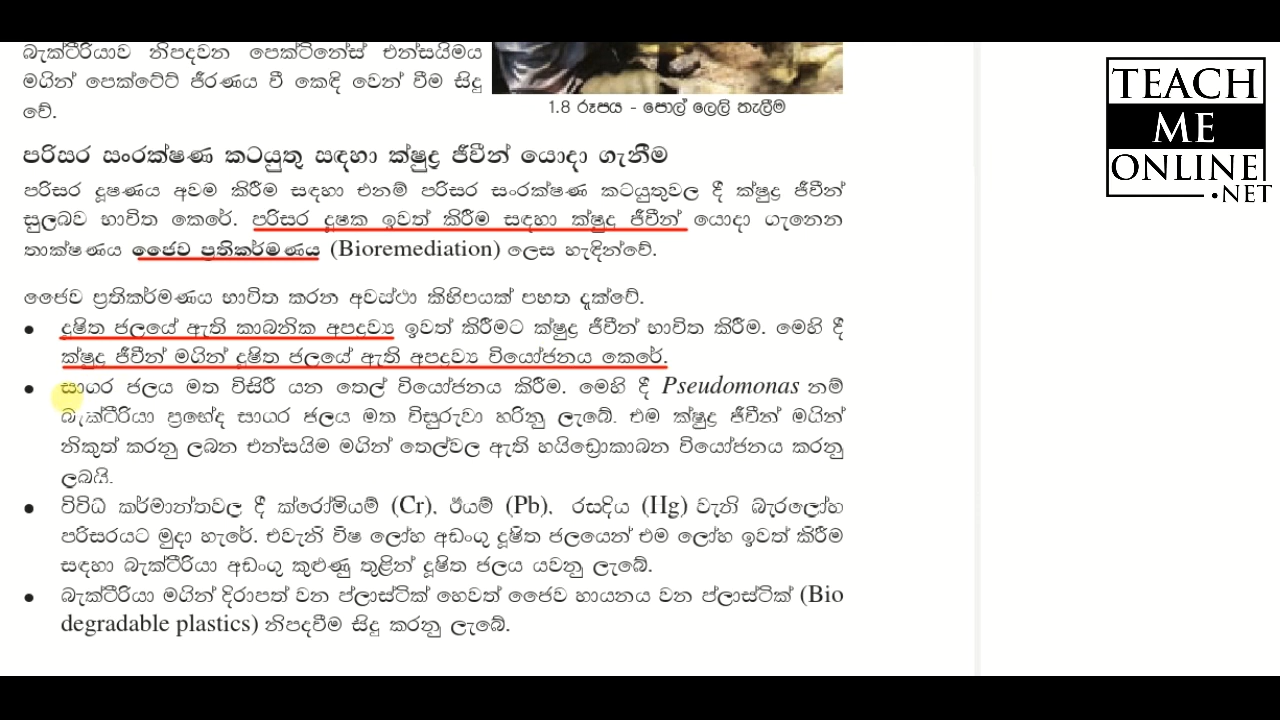 බැක්ටීරියාව නිපදවන පෙක්ටිනේස් එන්සයිමය
මගින් පෙක්ටේට් ජීරණය වී කෙඳි වෙන් වීම සිදු
වේ.
1.8 රූපය - පොල් ලෙලි තැලීම
පරිසර සංරක්ෂණ කටයුතු සඳහා ක්ෂුද්‍ර ජීවීන් යොදා ගැනීම
පරිසර දූෂණය අවම කිරීම සඳහා එනම් පරිසර සංරක්ෂණ කටයුතුවල දී ක්ෂුද්‍ර ජීවීන්
සුලබව භාවිත කෙරේ. පරිසර දූෂක ඉවත් කිරීම සඳහා ක්ෂුද්‍ර ජීවීන් යොදා ගැනෙන
තාක්ෂණය ජෛව ප්‍රතිකර්මණය (Bioremediation) ලෙස හැඳින්වේ.
ජෛව ප්‍රතිකර්මණය භාවිත කරන අවස්ථා කිහිපයක් පහත දැක්වේ.
● දූෂිත ජලයේ ඇති කාබනික අපද්‍රව්‍ය ඉවත් කිරීමට ක්ෂුද්‍ර ජීවීන් භාවිත කිරීම. මෙහි දී
ක්ෂුද්‍ර ජීවීන් මගින් දූෂිත ජලයේ ඇති අපද්‍රව්‍ය වියෝජනය කෙරේ.
● සාගර ජලය මත විසිරී යන තෙල් වියෝජනය කිරීම. මෙහි දී Pseudomonas නම්
බැක්ටීරියා ප්‍රභේද සාගර ජලය මත විසුරුවා හරිනු ලැබේ. එම ක්ෂුද්‍ර ජීවීන් මගින්
නිකුත් කරනු ලබන එන්සයිම මගින් තෙල්වල ඇති හයිඩ්‍රොකාබන වියෝජනය කරනු
ලබයි.
● විවිධ කර්මාන්තවල දී ක්රෝමියම් (Cr), ඊයම් (Pb), රසදිය (Hg) වැනි බැරලෝහ
පරිසරයට මුදා හැරේ. එවැනි විෂ ලෝහ අඩංගු දූෂිත ජලයෙන් එම ලෝහ ඉවත් කිරීම
සඳහා බැක්ටීරියා අඩංගු කුළුණු තුළින් දූෂිත ජලය යවනු ලැබේ.
● බැක්ටීරියා මගින් දිරාපත් වන ප්ලාස්ටික් හෙවත් ජෛව හායනය වන ප්ලාස්ටික් (Bio
degradable plastics) නිපදවීම සිදු කරනු ලැබේ.
TEACH
ME
ONLINE
.NET